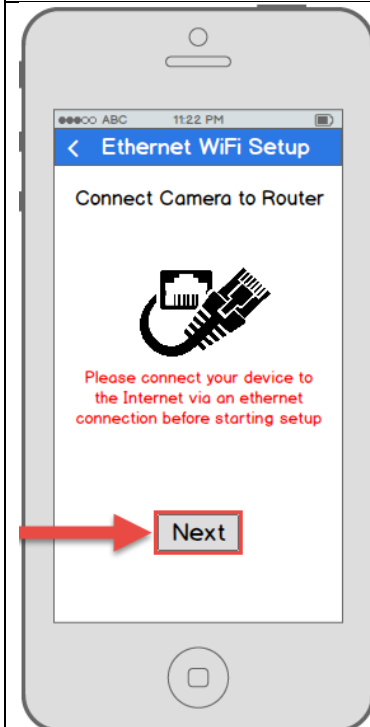 ABC 11:22 PM
< Ethernet WiFi Setup
Connect Camera to Router
Please connect your device to
the Internet via an ethernet
connection before starting setup
Next